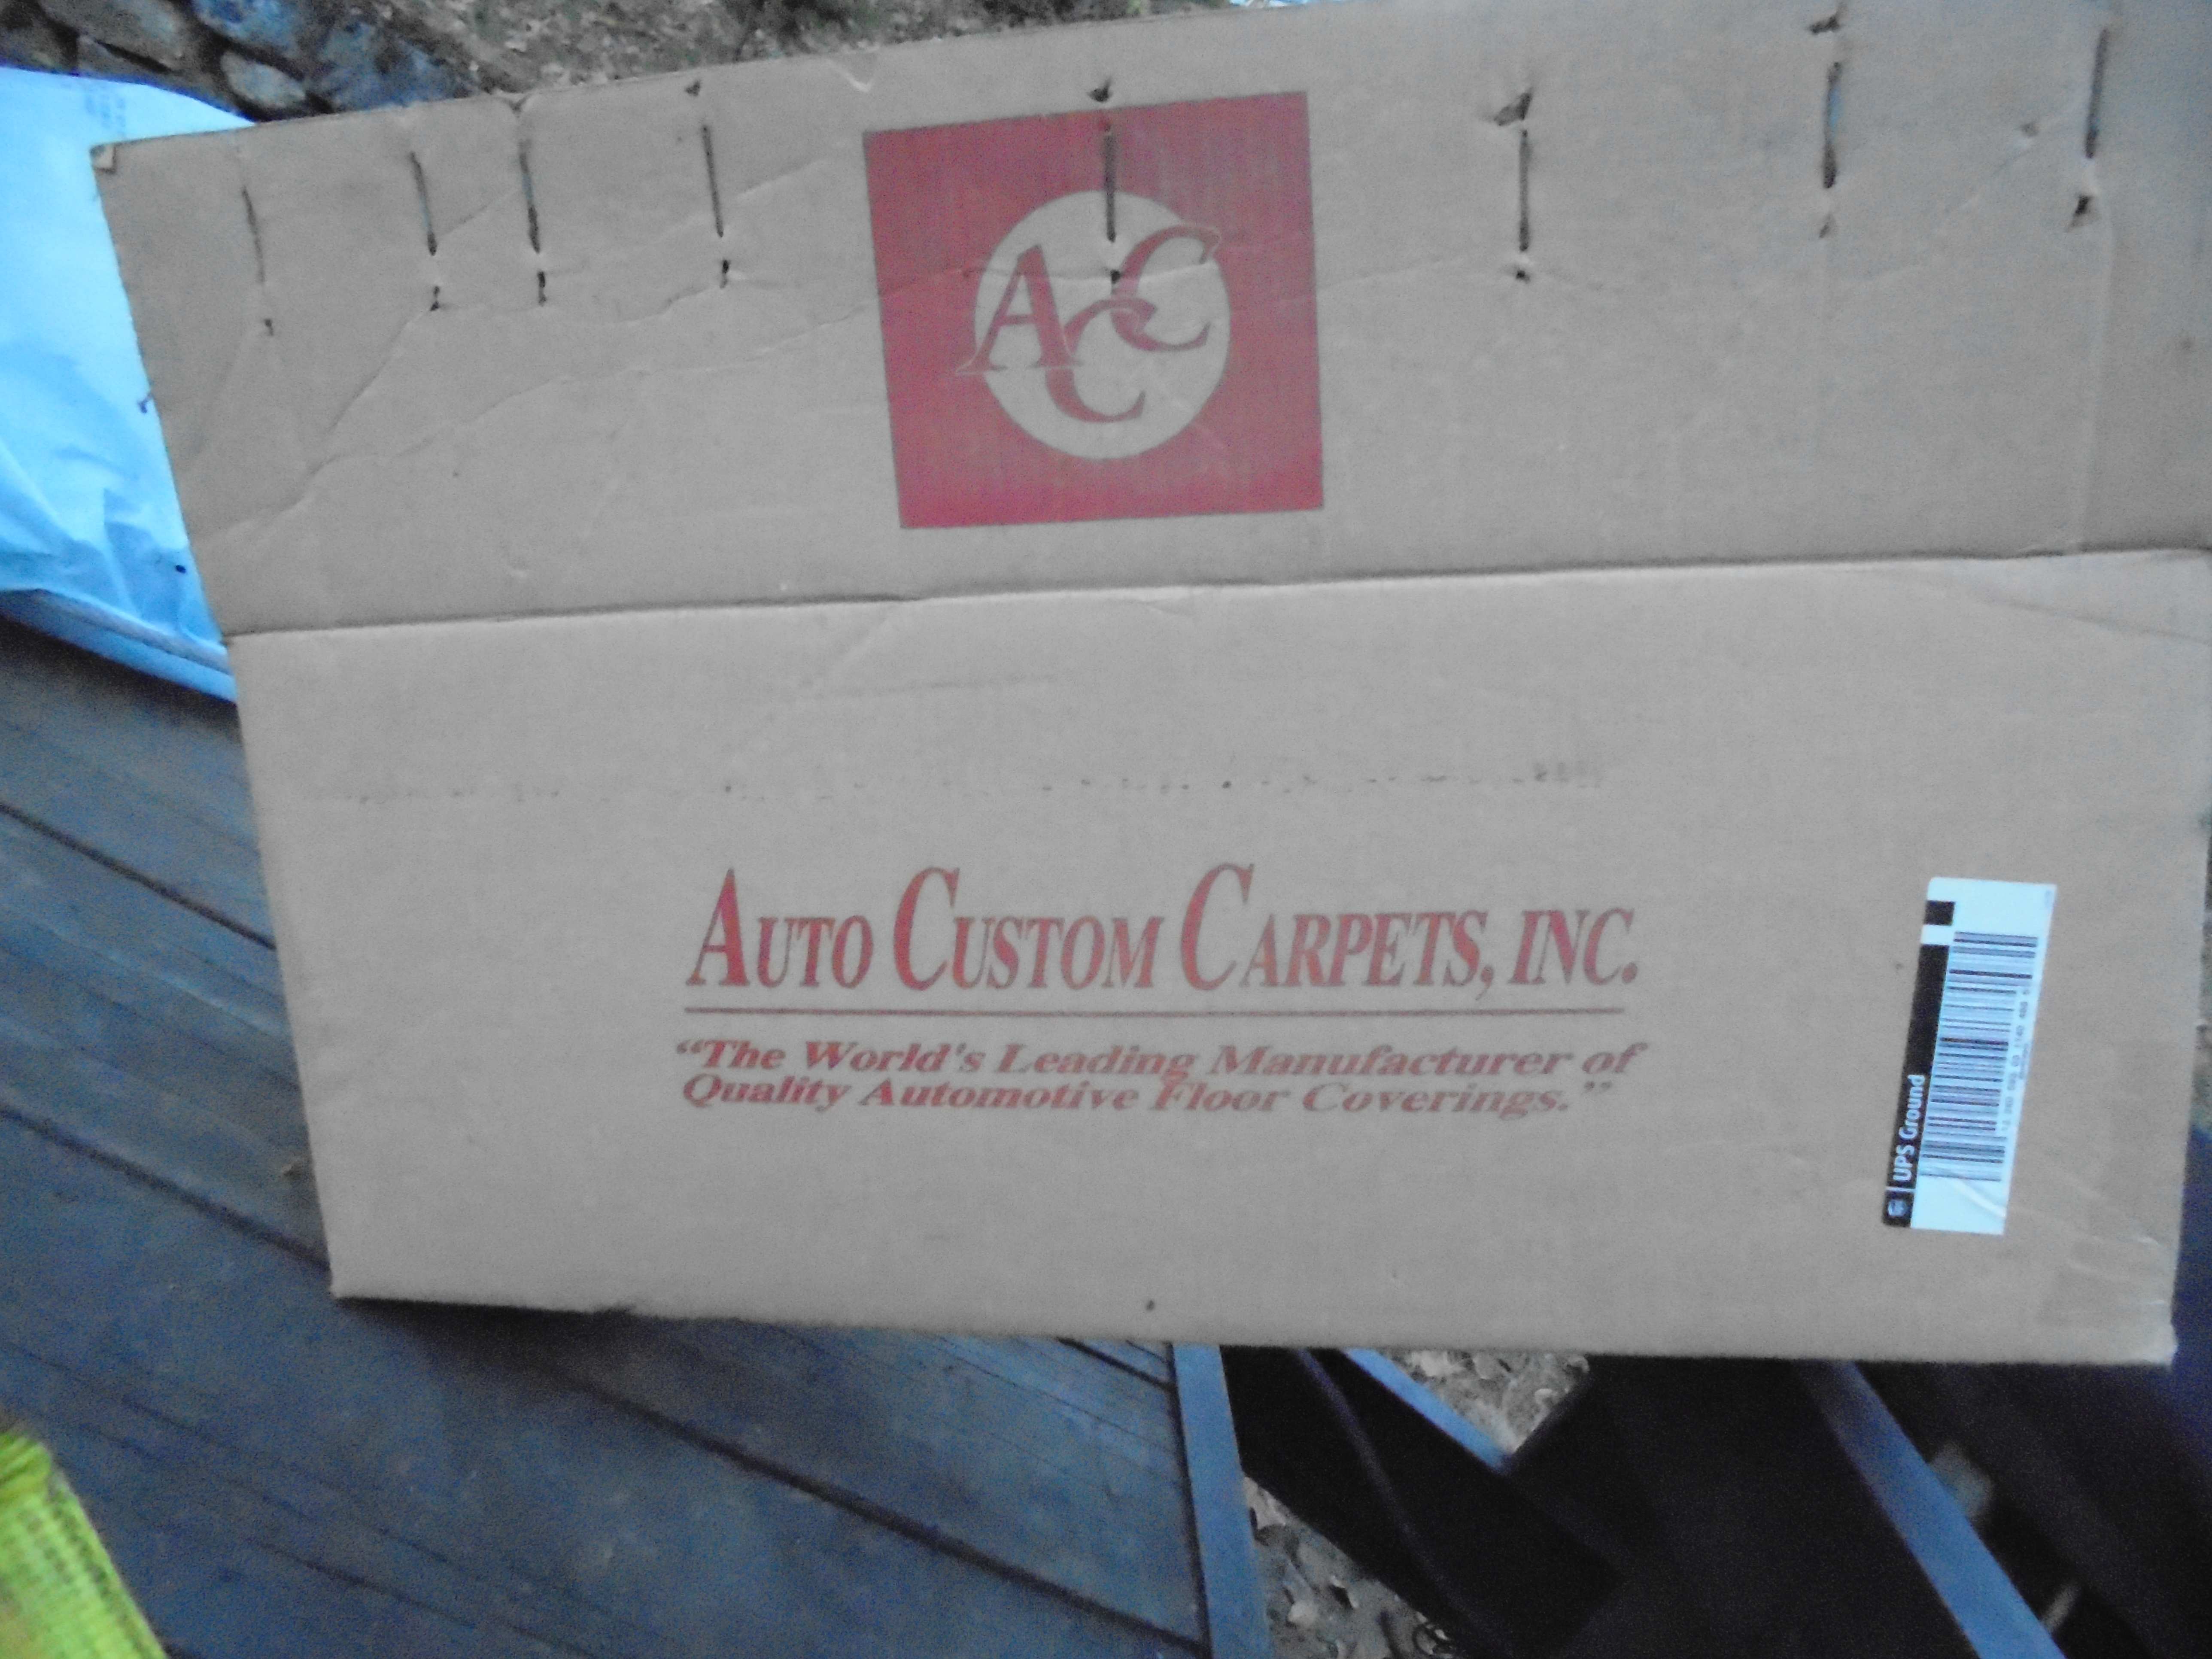 ACC
AUTO CUSTOM CARPETS, INC.
“The World's Leading Manufacturer of
Quality Automotive Floor Coverings.”
UPS Ground